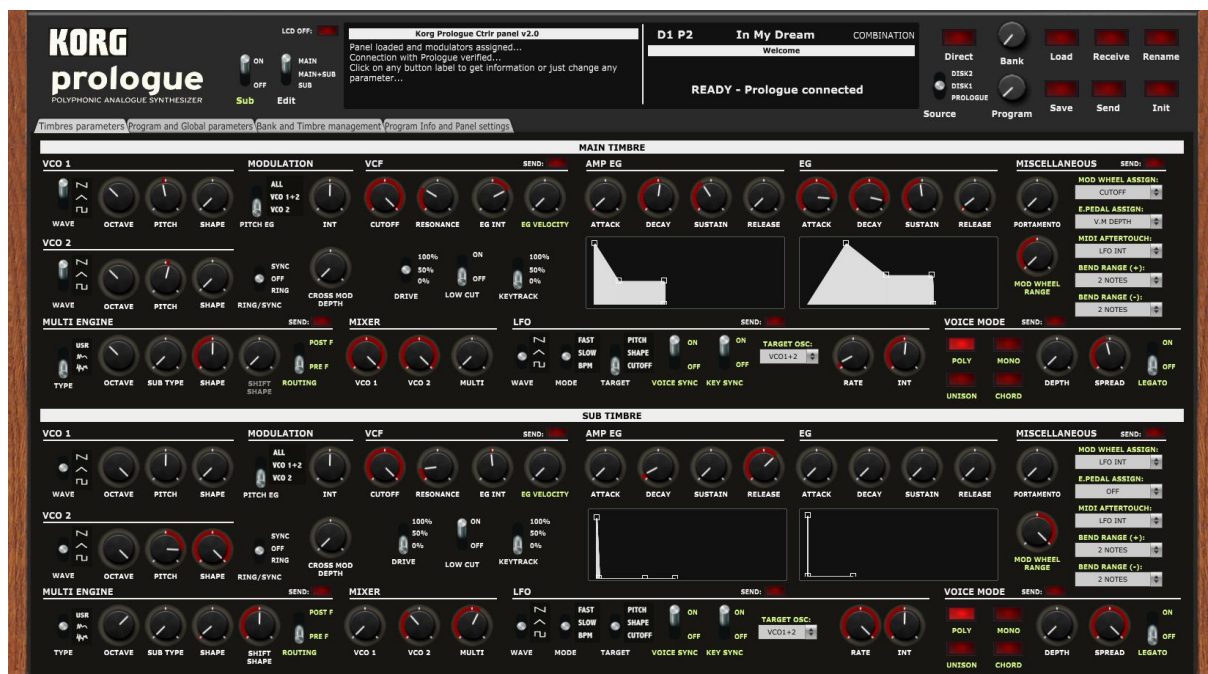 KORG
prologue
POLYPHONIC ANALOGUE SYNTHESIZER
LCD OFF:
ON
OFF
Sub
MAIN
MAIN+SUB
SUB
Edit
Korg Prologue Ctrlr panel v2.0
Panel loaded and modulators assigned...
Connection with Prologue verified...
Click on any button label to get information or just change any
parameter...
D1 P2 In My Dream COMBINATION
Welcome
READY - Prologue connected
Direct Bank Load Receive Rename
DISK2
DISK1
PROLOGUE
Source Program Save Send Init
Timbres parameters Program and Global parameters Bank and Timbre management Program Info and Panel settings
MAIN TIMBRE
VCO 1 MODULATION VCF SEND: AMP EG EG MISCELLANEOUS SEND:
ALL
VCO 1+2
VCO 2
WAVE OCTAVE PITCH SHAPE PITCH EG INT CUTOFF RESONANCE EG INT EG VELOCITY ATTACK DECAY SUSTAIN RELEASE ATTACK DECAY SUSTAIN RELEASE PORTAMENTO
MOD WHEEL ASSIGN:
CUTOFF
E.PEDAL ASSIGN:
V.M DEPTH
MIDI AFTERTOUCH:
LFO INT
BEND RANGE (+):
2 NOTES
BEND RANGE (-):
2 NOTES
MOD WHEEL
RANGE
VCO 2
SYNC
OFF
RING
100%
50%
0%
ON
OFF
100%
50%
0%
WAVE OCTAVE PITCH SHAPE RING/SYNC CROSS MOD
DEPTH
DRIVE LOW CUT KEYTRACK
MULTI ENGINE SEND: MIXER LFO SEND: VOICE MODE SEND:
USR
POST F
PRE F
TYPE OCTAVE SUB TYPE SHAPE SHIFT
SHAPE
ROUTING
VCO 1 VCO 2 MULTI
FAST
SLOW
BPM
PITCH
SHAPE
CUTOFF
ON
OFF
ON
OFF
TARGET OSC:
VCO1+2
WAVE MODE TARGET VOICE SYNC KEY SYNC RATE INT
POLY MONO
UNISON CHORD
DEPTH SPREAD
ON
OFF
LEGATO
SUB TIMBRE
VCO 1 MODULATION VCF SEND: AMP EG EG MISCELLANEOUS SEND:
ALL
VCO 1+2
VCO 2
WAVE OCTAVE PITCH SHAPE PITCH EG INT CUTOFF RESONANCE EG INT EG VELOCITY ATTACK DECAY SUSTAIN RELEASE ATTACK DECAY SUSTAIN RELEASE PORTAMENTO
MOD WHEEL ASSIGN:
LFO INT
E.PEDAL ASSIGN:
OFF
MIDI AFTERTOUCH:
LFO INT
BEND RANGE (+):
2 NOTES
BEND RANGE (-):
2 NOTES
MOD WHEEL
RANGE
VCO 2
SYNC
OFF
RING
100%
50%
0%
ON
OFF
100%
50%
0%
WAVE OCTAVE PITCH SHAPE RING/SYNC CROSS MOD
DEPTH
DRIVE LOW CUT KEYTRACK
MULTI ENGINE SEND: MIXER LFO SEND: VOICE MODE SEND:
USR
POST F
PRE F
TYPE OCTAVE SUB TYPE SHAPE SHIFT
SHAPE
ROUTING
VCO 1 VCO 2 MULTI
FAST
SLOW
BPM
PITCH
SHAPE
CUTOFF
ON
OFF
ON
OFF
TARGET OSC:
VCO1+2
WAVE MODE TARGET VOICE SYNC KEY SYNC RATE INT
POLY MONO
UNISON CHORD
DEPTH SPREAD
ON
OFF
LEGATO